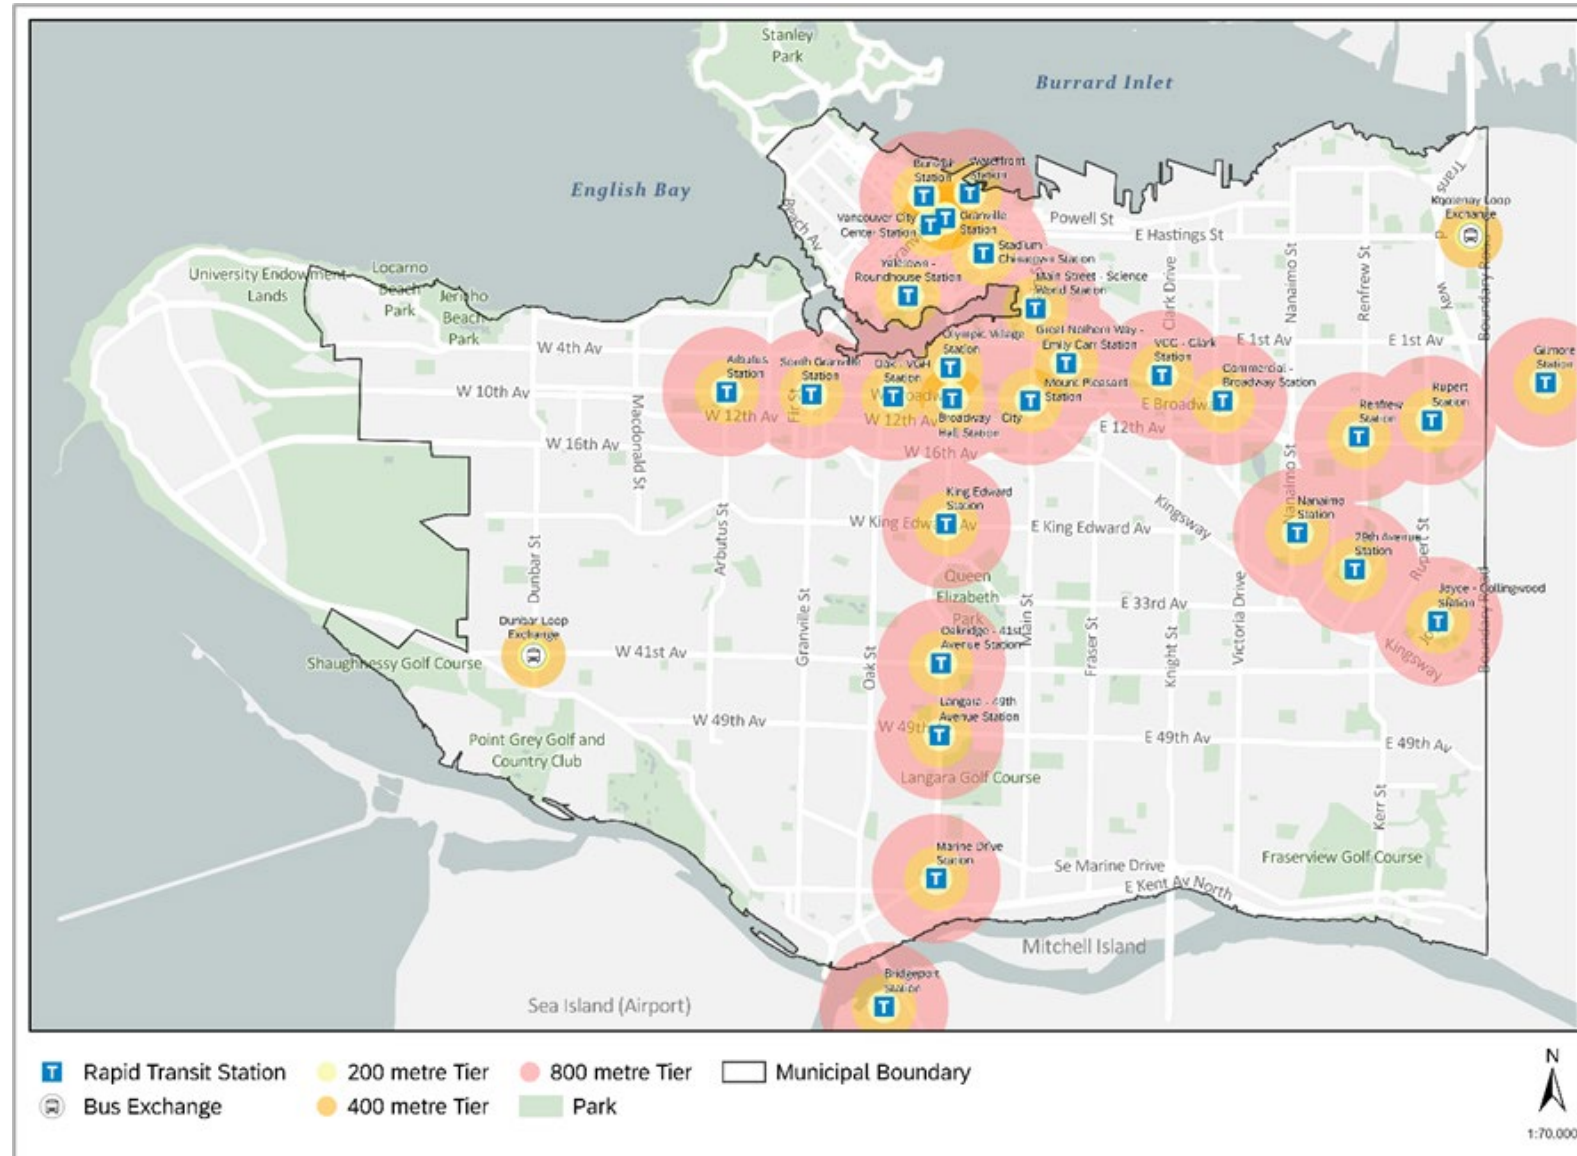 Stanley
Park
Burrard Inlet
English Bay
Burrard
Station
Waterfront
Station
Vancouver City
Center Station
Granville
Station
Beach Av
Powell St
E Hastings St
Trans
Kootenay Loop
Exchange
Stadium -
Chinatown Station
Yaletown -
Roundhouse Station
Main Street - Science
World Station
Clark Drive
Nanaimo St
Renfrew St
Boundary Road
University Endowment
Lands
Locarno
Beach
Park
Jericho
Beach
Park
W 4th Av
Olympic Village
Station
Great Northern Way -
Emily Carr Station
VCC - Clark
Station
E 1st Av
E 1st Av
Gilmore
Station
Arbutus
Station
South Granville
Station
Oak - VGH
Station
Mount Pleasant
Station
Commercial -
Broadway Station
Rupert
Station
Renfrew
Station
W 10th Av
W 12th Av
Fir St
W 12th Av
Broadway City
Hall Station
E 12th Av
Macdonald St
W 16th Av
W 16th Av
King Edward
Station
E King Edward Av
Kingsway
Nanaimo St
Nanaimo
Station
29th Avenue
Station
Rupert St
Dunbar St
Arbutus St
Queen
Elizabeth
Park
E 33rd Av
Joyce - Collingwood
Station
Boundary Road
Dunbar Loop
Exchange
Granville St
Oak St
Main St
Fraser St
Knight St
Victoria Drive
Kingsway
Shaughnessy Golf Course
W 41st Av
Oakridge - 41st
Avenue Station
W 49th Av
Langara - 49th
Avenue Station
W 49th
E 49th Av
E 49th Av
Point Grey Golf and
Country Club
Langara Golf Course
Kerr St
Marine Drive
Station
Se Marine Drive
E Kent Av North
Fraserview Golf Course
Mitchell Island
Bridgeport
Station
Sea Island (Airport)
T Rapid Transit Station
200 metre Tier
800 metre Tier
Municipal Boundary
Bus Exchange
400 metre Tier
Park
N
1:70,000